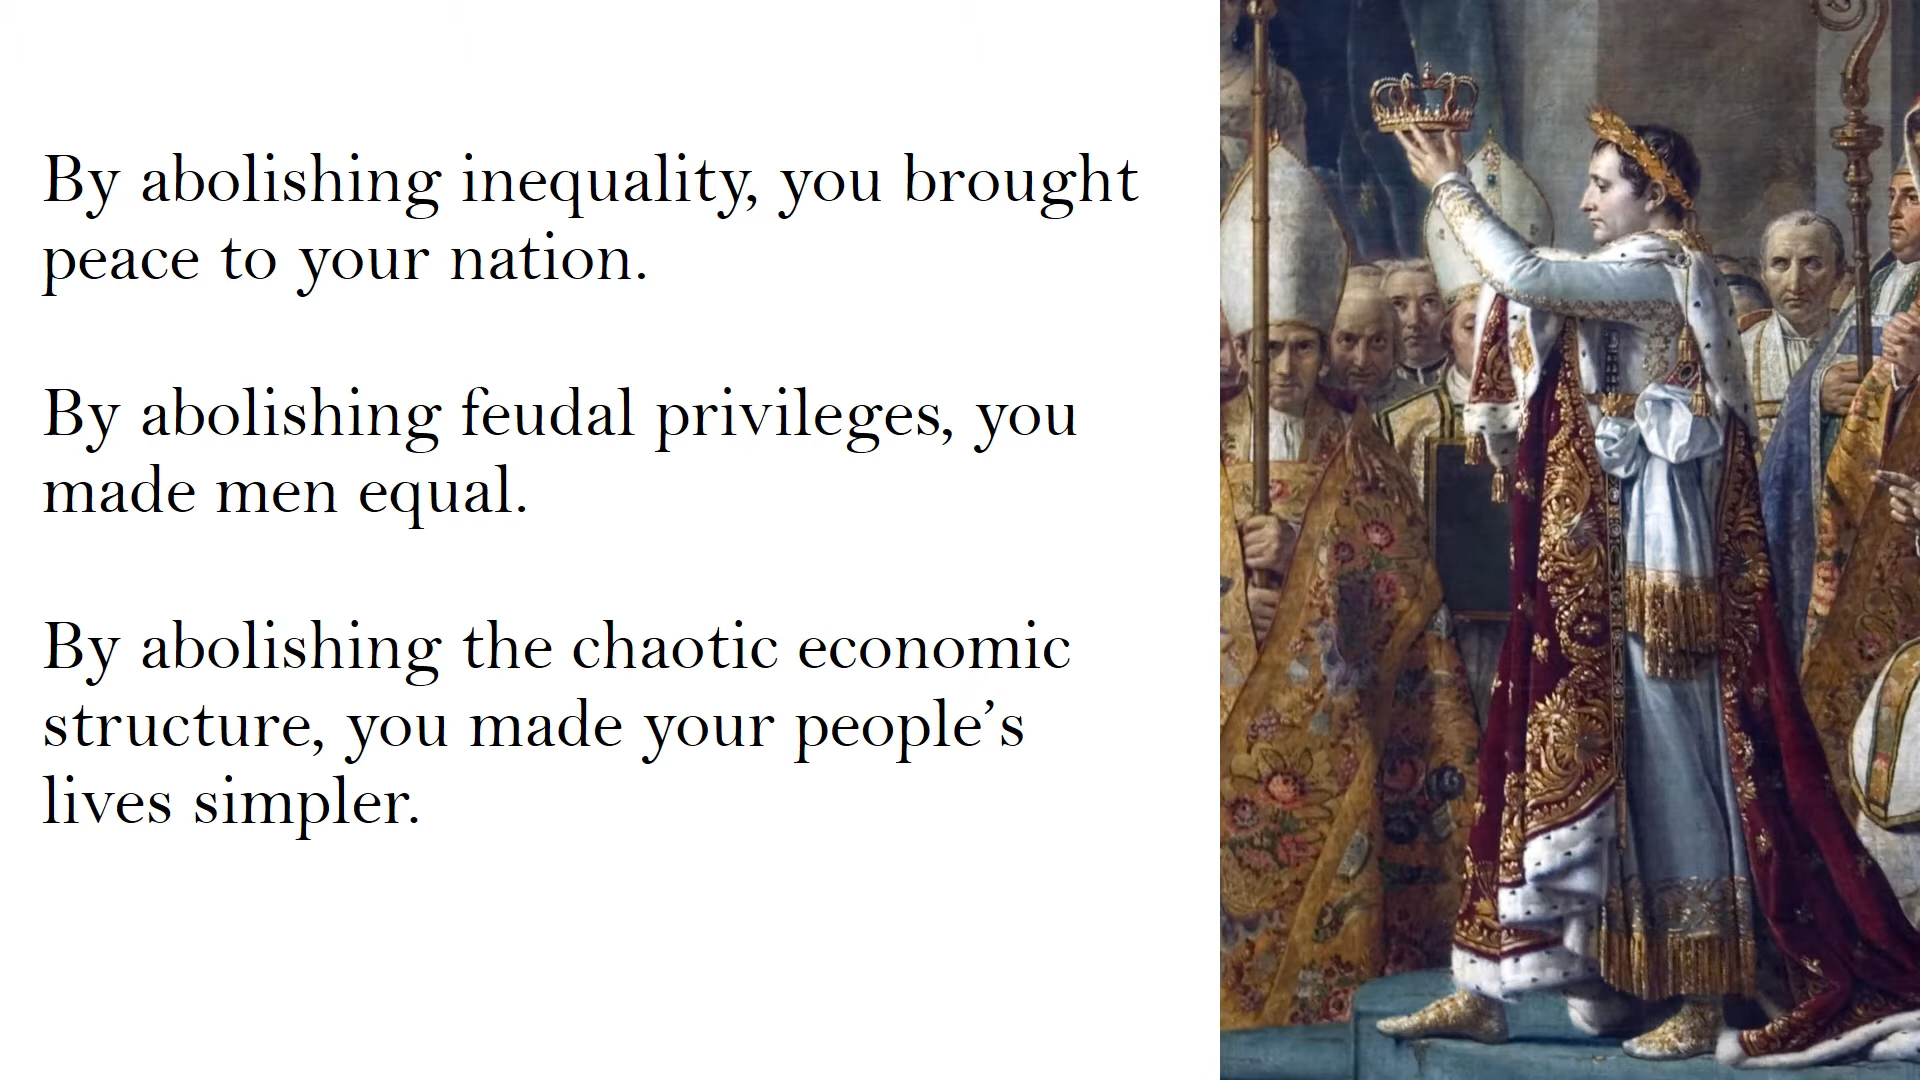 By abolishing inequality, you brought
peace to your nation.
By abolishing feudal privileges, you
made men equal.
By abolishing the chaotic economic
structure, you made your people’s
lives simpler.